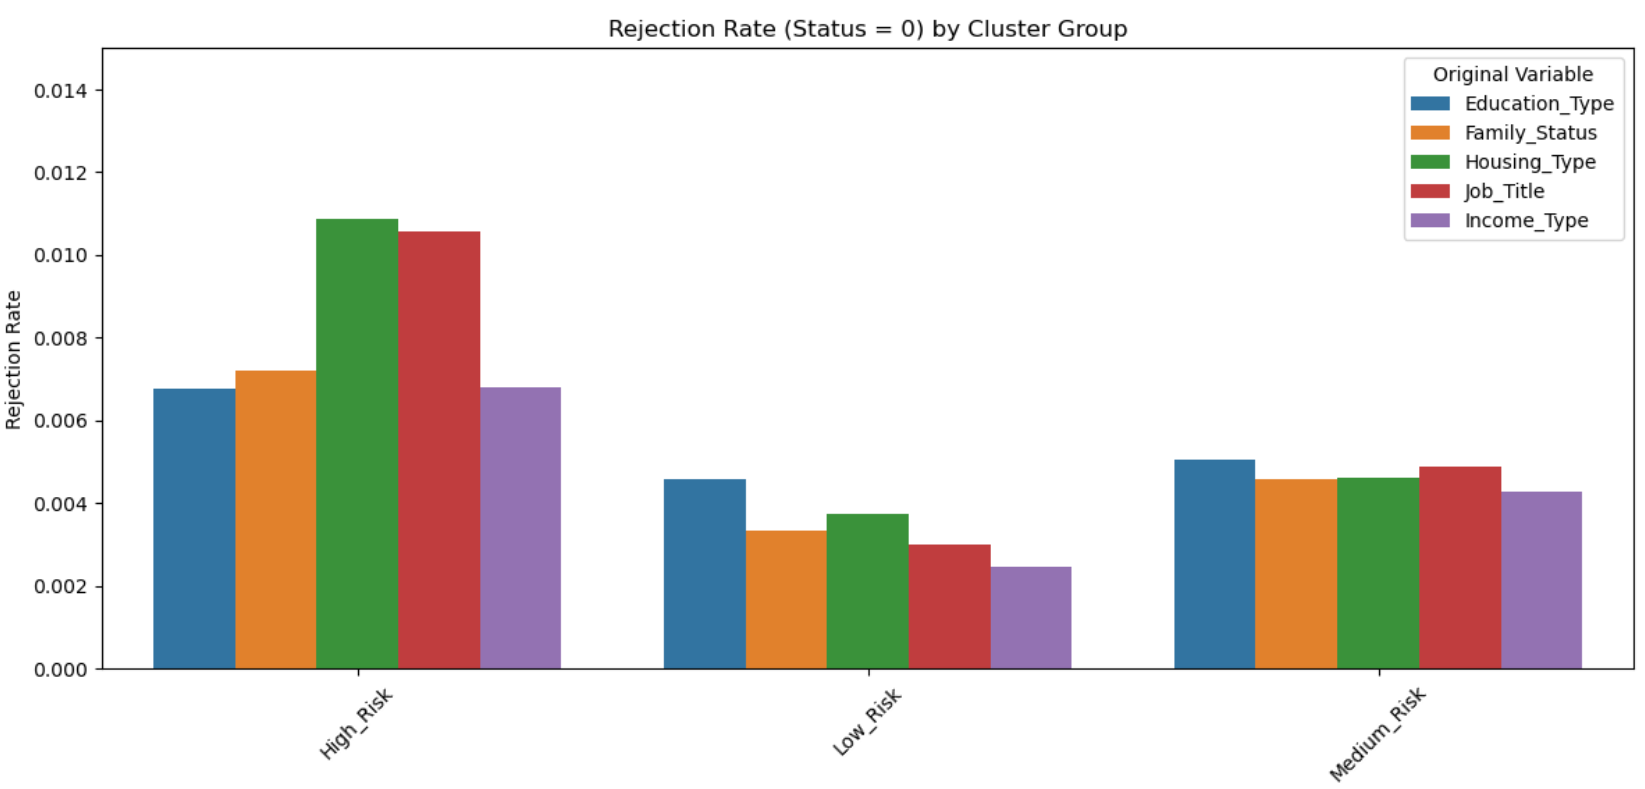 Rejection Rate (Status = 0) by Cluster Group
Original Variable
Education_Type
Family_Status
Housing_Type
Job_Title
Income_Type
Rejection Rate
0.014
0.012
0.010
0.008
0.006
0.004
0.002
0.000
High_Risk
Low_Risk
Medium_Risk